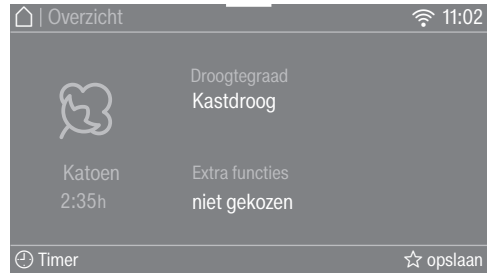 | Overzicht
11:02
Droogtegraad
Kastdroog
Katoen
2:35h
Extra functies
niet gekozen
Timer
opslaan